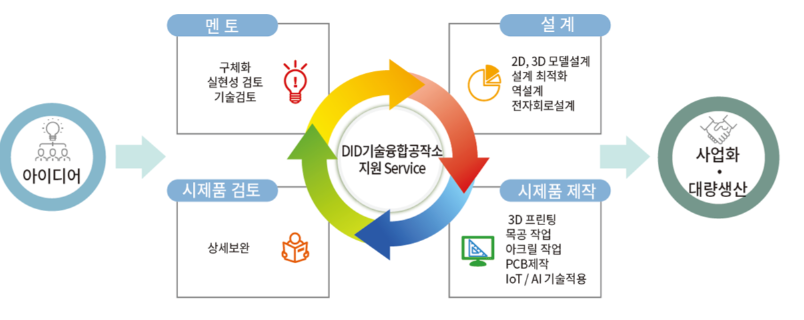 멘 토
구체화
실현성 검토
기술검토
설 계
2D, 3D 모델설계
설계 최적화
역설계
전자회로설계
아이디어
DID기술융합공작소
지원 Service
사업화
·
대량생산
시제품 검토
상세보완
시제품 제작
3D 프린팅
목공 작업
아크릴 작업
PCB제작
IoT / AI 기술적용